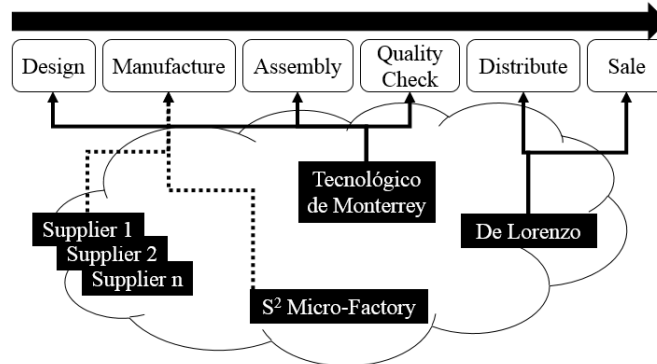 Design
Manufacture
Assembly
Quality
Check
Distribute
Sale
Tecnológico
de Monterrey
Supplier 1
Supplier 2
Supplier n
De Lorenzo
S² Micro-Factory